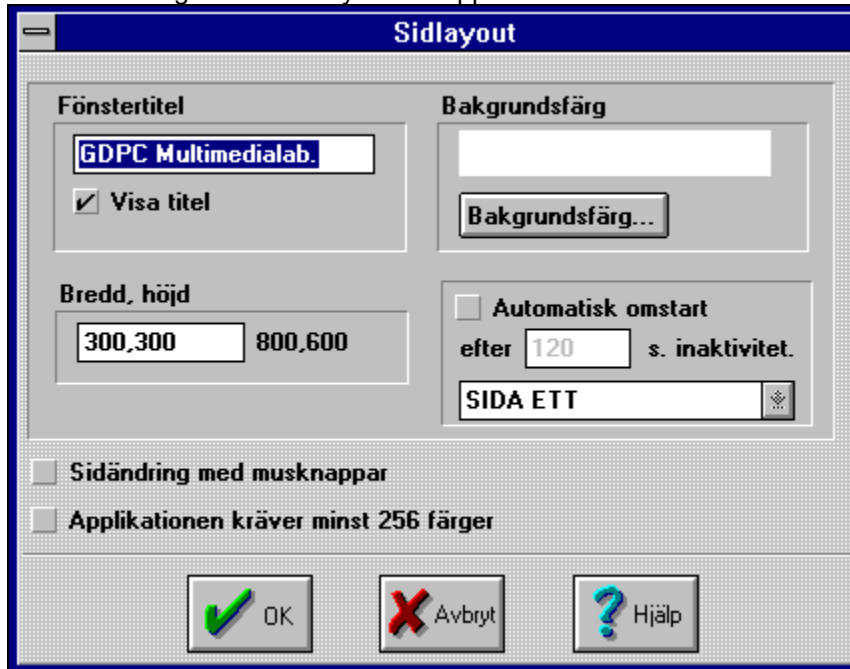 Sidlayout
Fönstertitel
GDPC Multimedialab.
Visa titel
Bakgrundsfärg
Bakgrundsfärg...
Bredd, höjd
300,300 800,600
Automatisk omstart
efter 120 s. inaktivitet.
SIDA ETT
Sidändring med musknappar
Applikationen kräver minst 256 färger
OK Avbryt Hjälp